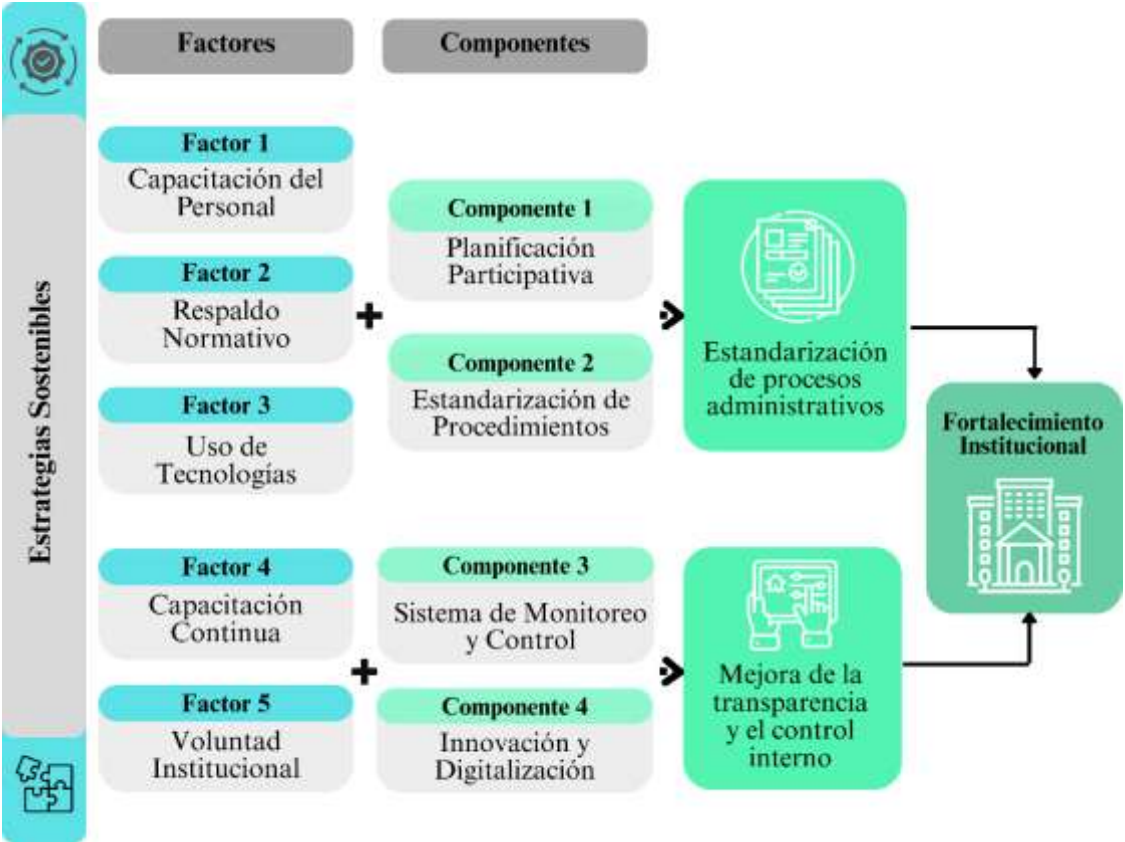 Estrategias Sostenibles
Factores
Componentes
Factor 1
Capacitación del
Personal
Factor 2
Respaldo
Normativo
Factor 3
Uso de
Tecnologías
Componente 1
Planificación
Participativa
Componente 2
Estandarización de
Procedimientos
Estandarización
de procesos
administrativos
Factor 4
Capacitación
Continua
Factor 5
Voluntad
Institucional
Componente 3
Sistema de Monitoreo
y Control
Componente 4
Innovación y
Digitalización
Mejora de la
transparencia
y el control
interno
Fortalecimiento
Institucional